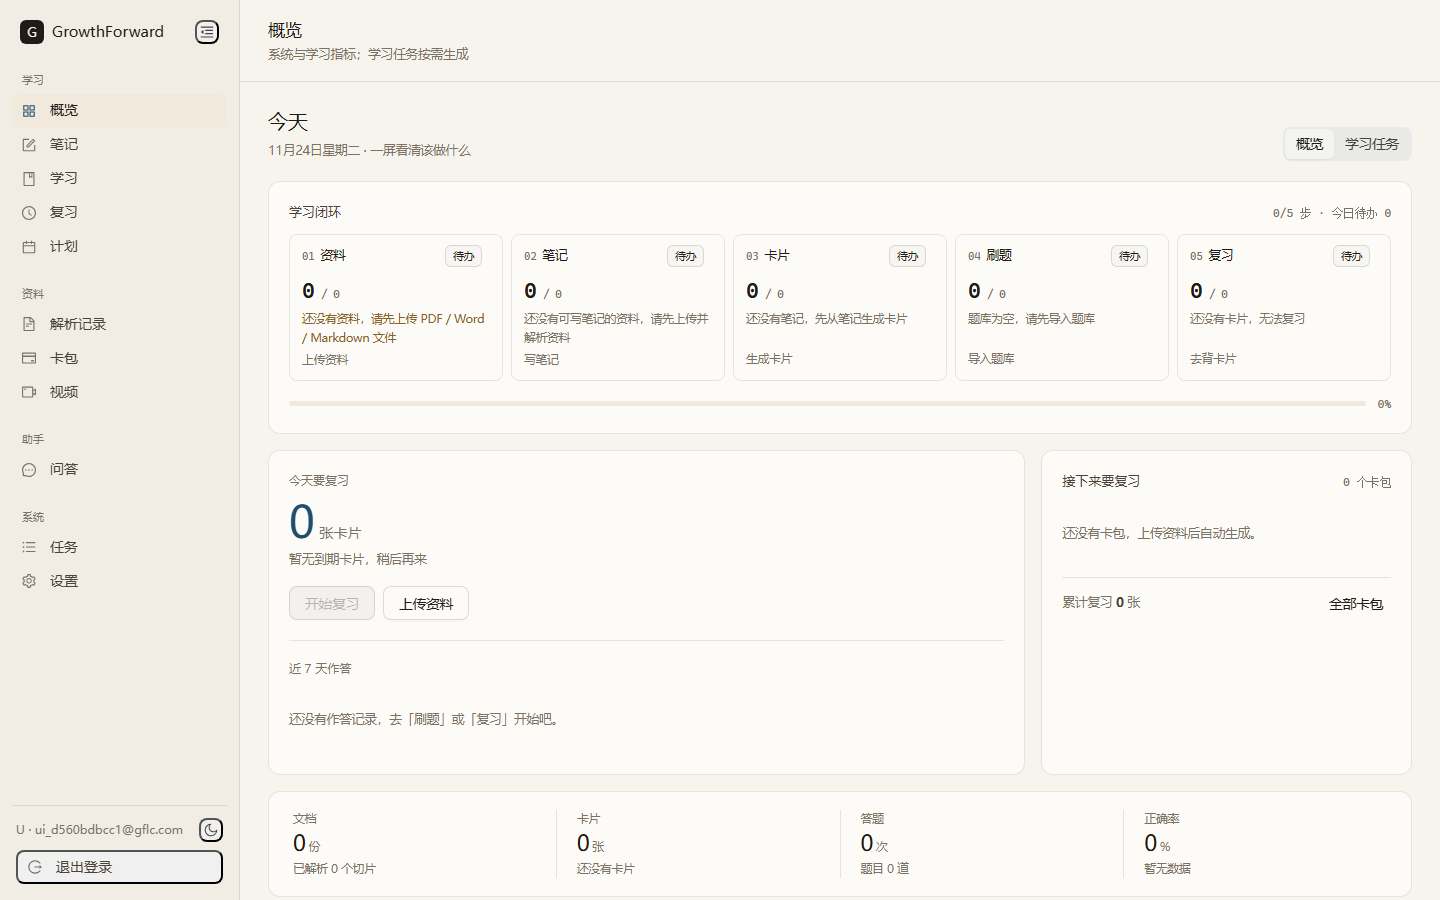 G GrowthForward
学习
概览
笔记
学习
复习
计划
资料
解析记录
卡包
视频
助手
问答
系统
任务
设置
U · ui_d560bdbcc1@gflc.com
退出登录
概览
系统与学习指标；学习任务按需生成
今天
11月24日星期二 · 一屏看清该做什么
概览 学习任务
学习闭环
0/5 步 · 今日待办 0
01 资料 待办
0 / 0
还没有资料，请先上传 PDF / Word
/ Markdown 文件
上传资料
02 笔记 待办
0 / 0
还没有可写笔记的资料，请先上传并
解析资料
写笔记
03 卡片 待办
0 / 0
还没有笔记，先从笔记生成卡片
生成卡片
04 刷题 待办
0 / 0
题库为空，请先导入题库
导入题库
05 复习 待办
0 / 0
还没有卡片，无法复习
去背卡片
0%
今天要复习
0 张卡片
暂无到期卡片，稍后再来
开始复习 上传资料
近 7 天作答
还没有作答记录，去「刷题」或「复习」开始吧。
接下来要复习 0 个卡包
还没有卡包，上传资料后自动生成。
累计复习 0 张 全部卡包
文档
0 份
已解析 0 个切片
卡片
0 张
还没有卡片
答题
0 次
题目 0 道
正确率
0 %
暂无数据